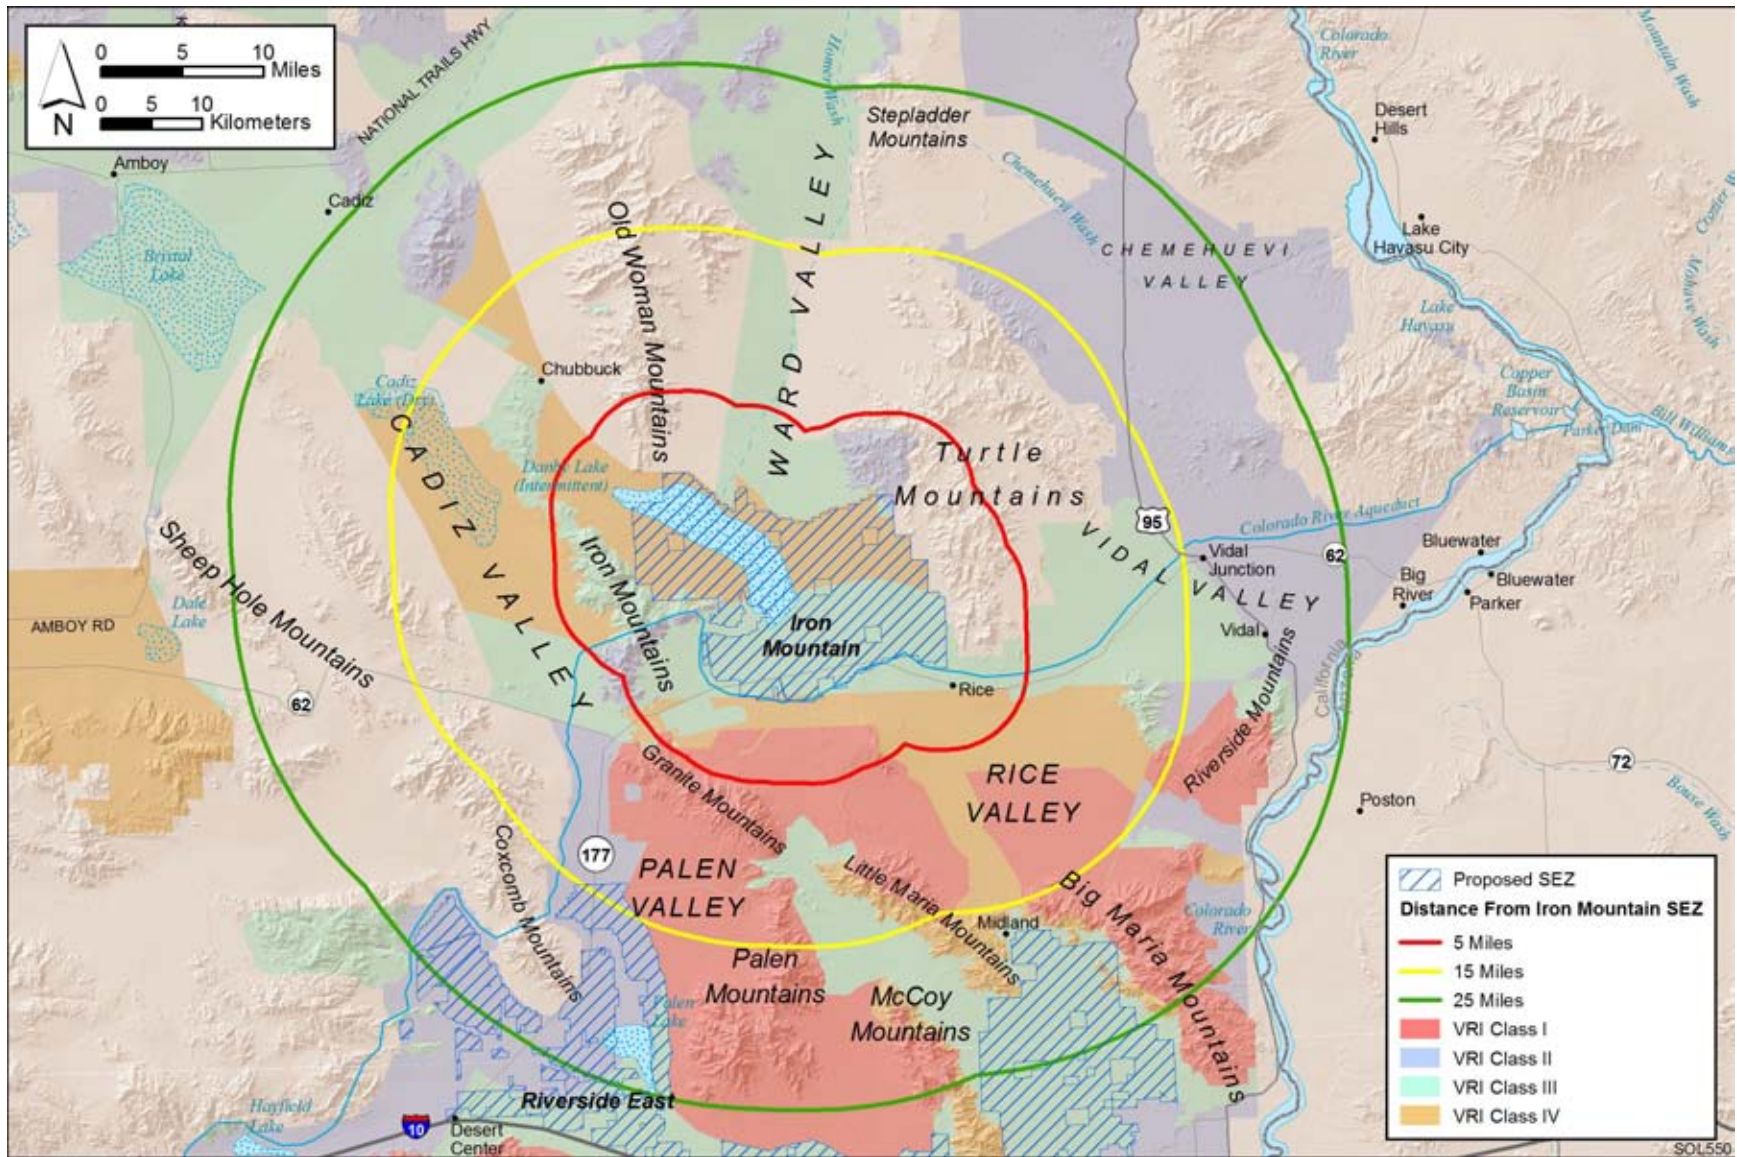 0 5 10
Miles
0 5 10
Kilometers
N
NATIONAL TRAILS HWY
Homer Wash
Stepladder
Mountains
Colorado
River
Desert
Hills
Mountain Wash
Amboy
Cadiz
Bristol
Lake
Old Woman Mountains
WARD VALLEY
Chemehuevi Wash
CHEMEHUEVI
VALLEY
Lake
Havasu City
Mohave Wash
Lake
Havasu
Chubbuck
Cadiz
Lake (Dry)
Copper
Basin
Reservoir
Parker Dam
Bill Williams
CADIZ VALLEY
Danby Lake
(Intermittent)
Turtle
Mountains
95
Colorado River Aqueduct
VIDAL VALLEY
Vidal
Junction
62
Bluewater
Bluewater
Big
River
Parker
Sheep Hole Mountains
Iron Mountains
Iron
Mountain
Dale
Lake
AMBOY RD
Vidal
Rice
62
Riverside Mountains
California
Arizona
Granite Mountains
RICE
VALLEY
72
Bouse Wash
Poston
177
Coxcomb Mountains
PALEN
VALLEY
Little Maria Mountains
Big Maria Mountains
Midland
Colorado
River
Palen
Mountains
McCoy
Mountains
Palen
Lake
Riverside East
Hayfield
Lake
10
Desert
Center
Proposed SEZ
Distance From Iron Mountain SEZ
5 Miles
15 Miles
25 Miles
VRI Class I
VRI Class II
VRI Class III
VRI Class IV
SOL550